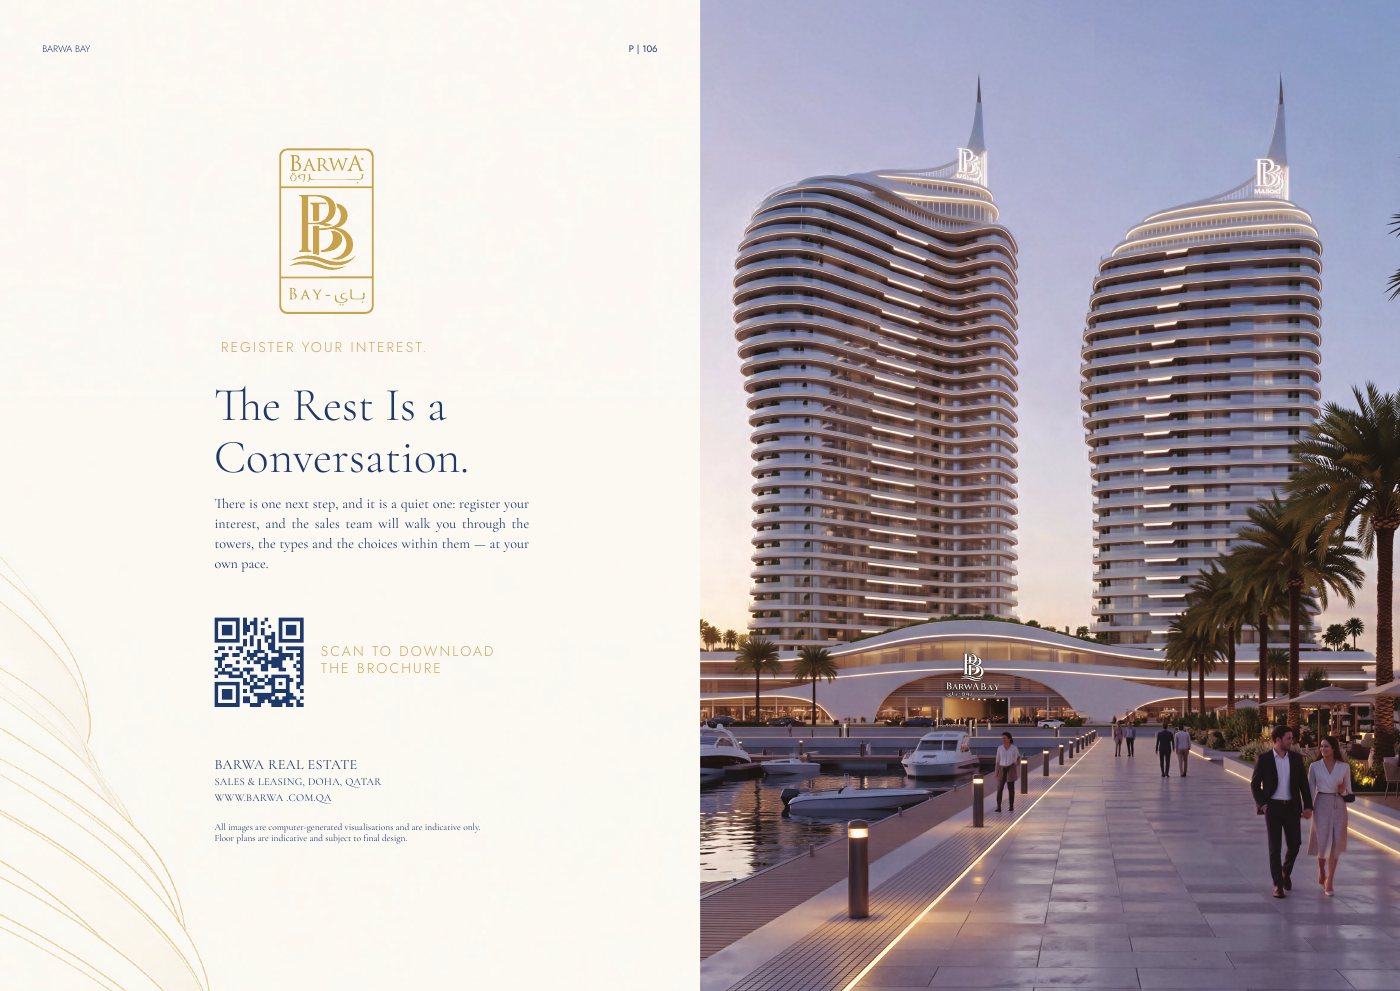 BARWA BAY
P | 106
BARWA
بـــروة
BAY - بـاي
REGISTER YOUR INTEREST.
The Rest Is a
Conversation.
There is one next step, and it is a quiet one: register your
interest, and the sales team will walk you through the
towers, the types and the choices within them — at your
own pace.
SCAN TO DOWNLOAD
THE BROCHURE
BARWA REAL ESTATE
SALES & LEASING, DOHA, QATAR
WWW.BARWA .COM.QA
All images are computer-generated visualisations and are indicative only.
Floor plans are indicative and subject to final design.
BARWA BAY